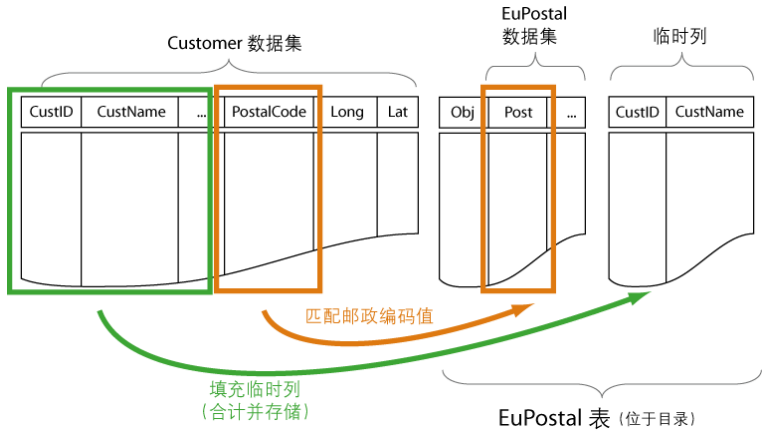 Customer 数据集
EuPostal
数据集
临时列
CustID CustName ... PostalCode Long Lat
Obj Post ...
CustID CustName
匹配邮政编码值
填充临时列
(合计并存储)
EuPostal 表 (位于目录)